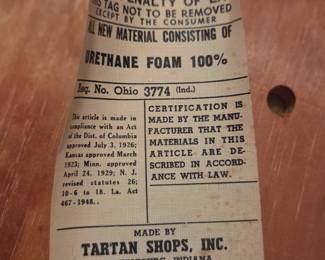 PENALTY OF
THIS TAG NOT TO BE REMOVED
EXCEPT BY THE CONSUMER
ALL NEW MATERIAL CONSISTING OF
URETHANE FOAM 100%
Reg. No. Ohio 3774 (Ind.)
This article is made in
compliance with an Act
of the Dist. of Columbia
approved July 3, 1926;
Kansas approved March
1923; Minn. approved
April 24, 1929; N. J.
revised statutes 26;
10-6 to 18. La. Act
467-1948..
CERTIFICATION IS
MADE BY THE MANU-
FACTURER THAT THE
MATERIALS IN THIS
ARTICLE ARE DE-
SCRIBED IN ACCORD-
ANCE WITH LAW.
MADE BY
TARTAN SHOPS, INC.
INDIANA